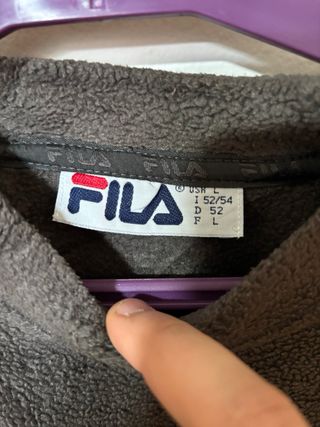 FILA FILA FILA
FILA
® USA L
I 52/54
D 52
F L